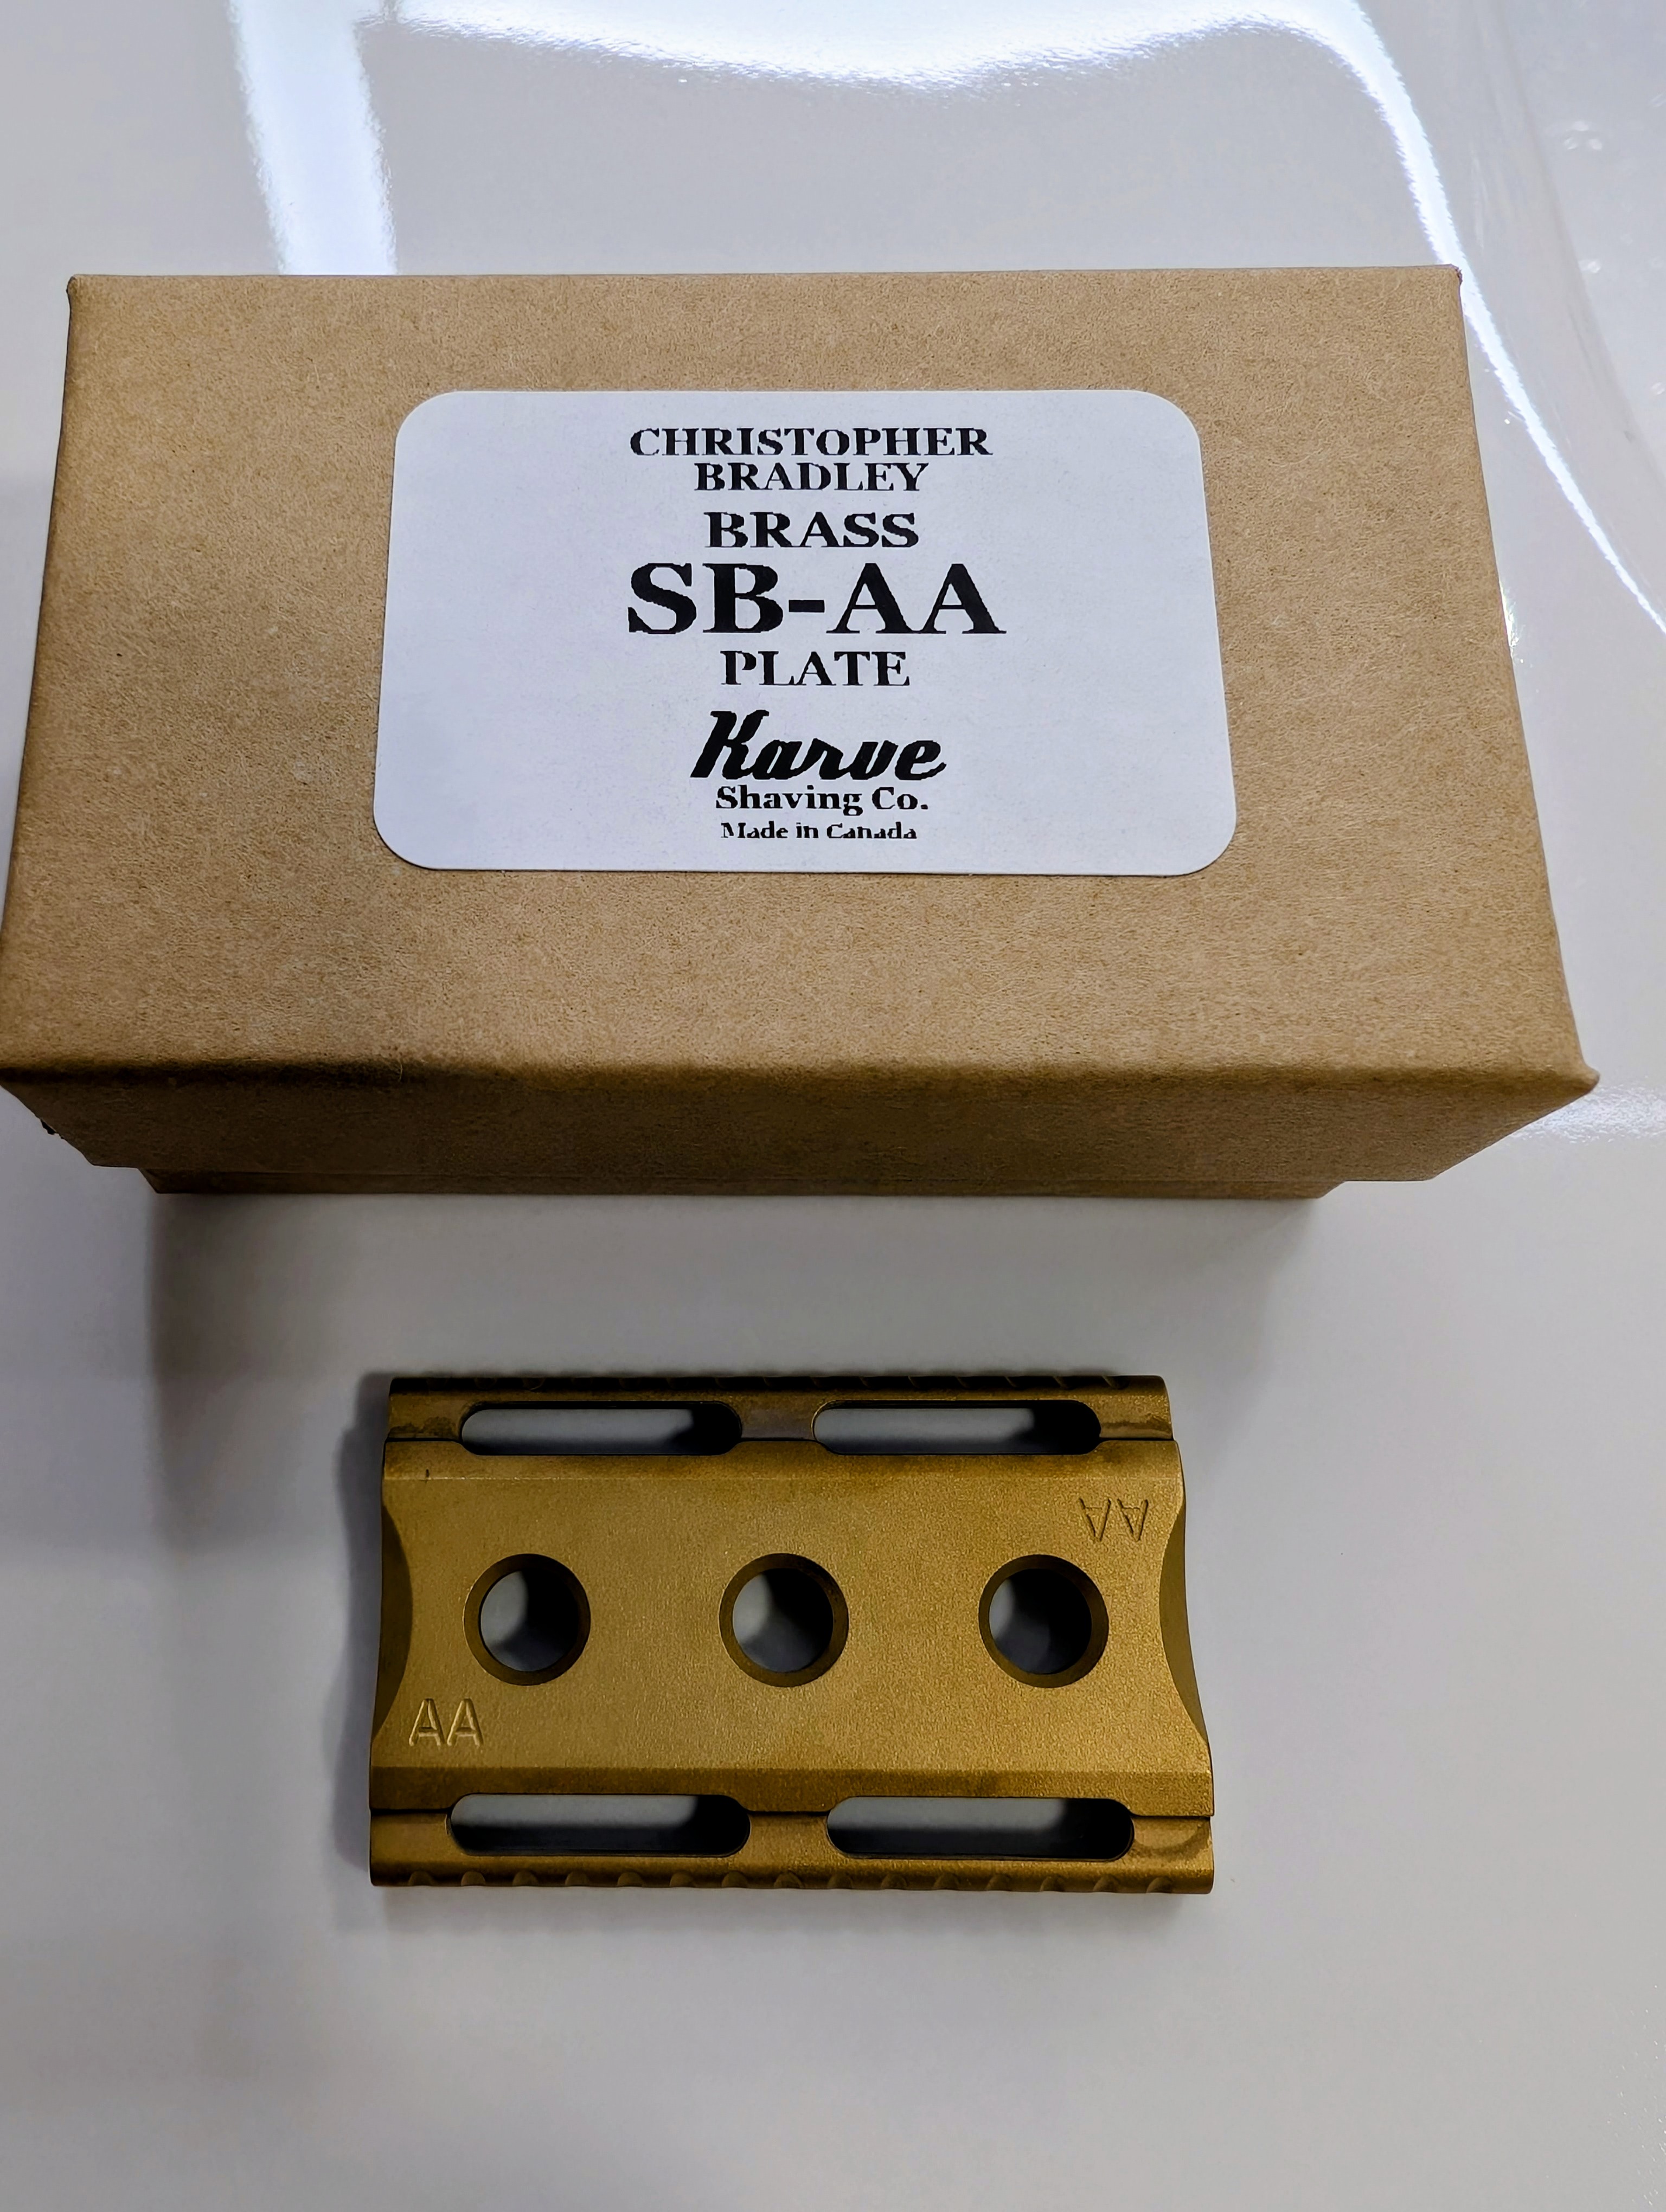 CHRISTOPHER
BRADLEY
BRASS
SB-AA
PLATE
Karve
Shaving Co.
Made in Canada
AA
AA